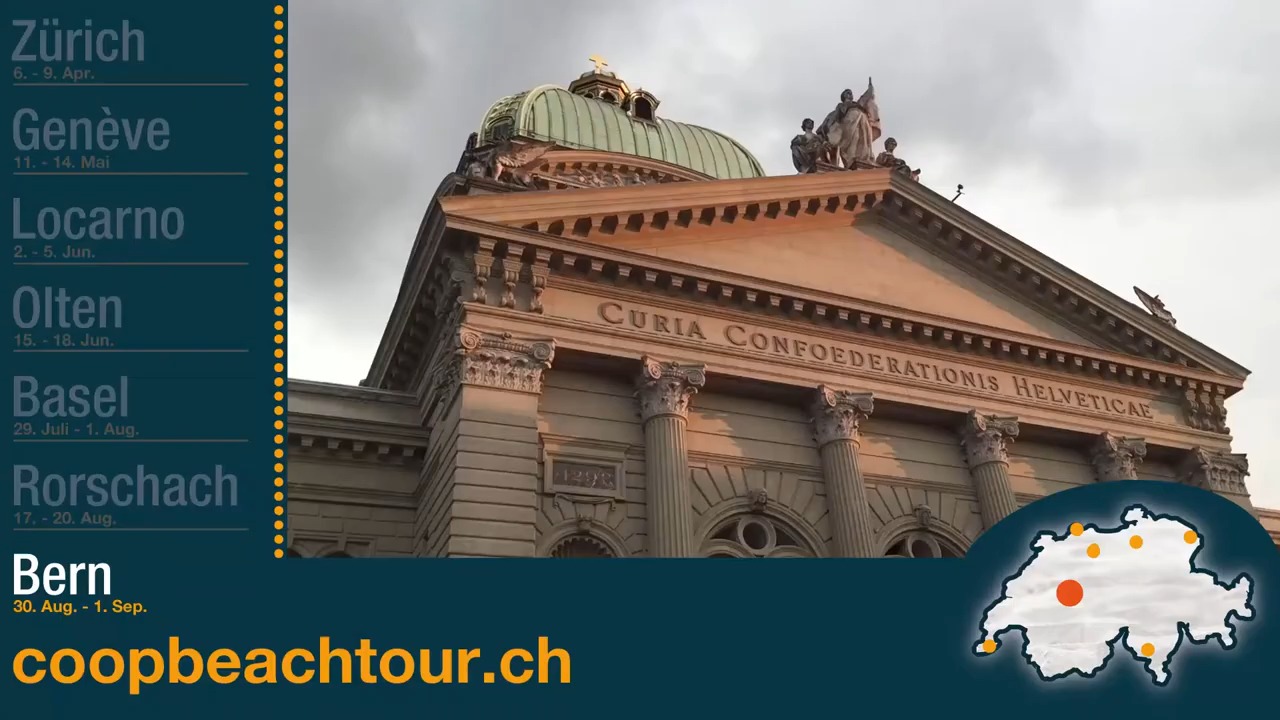 Zürich
6. - 9. Apr.
Genève
11. - 14. Mai
Locarno
2. - 5. Jun.
Olten
15. - 18. Jun.
Basel
29. Juli - 1. Aug.
Rorschach
17. - 20. Aug.
Bern
30. Aug. - 1. Sep.
coopbeachtour.ch
CURIA CONFOEDERATIONIS HELVETICAE